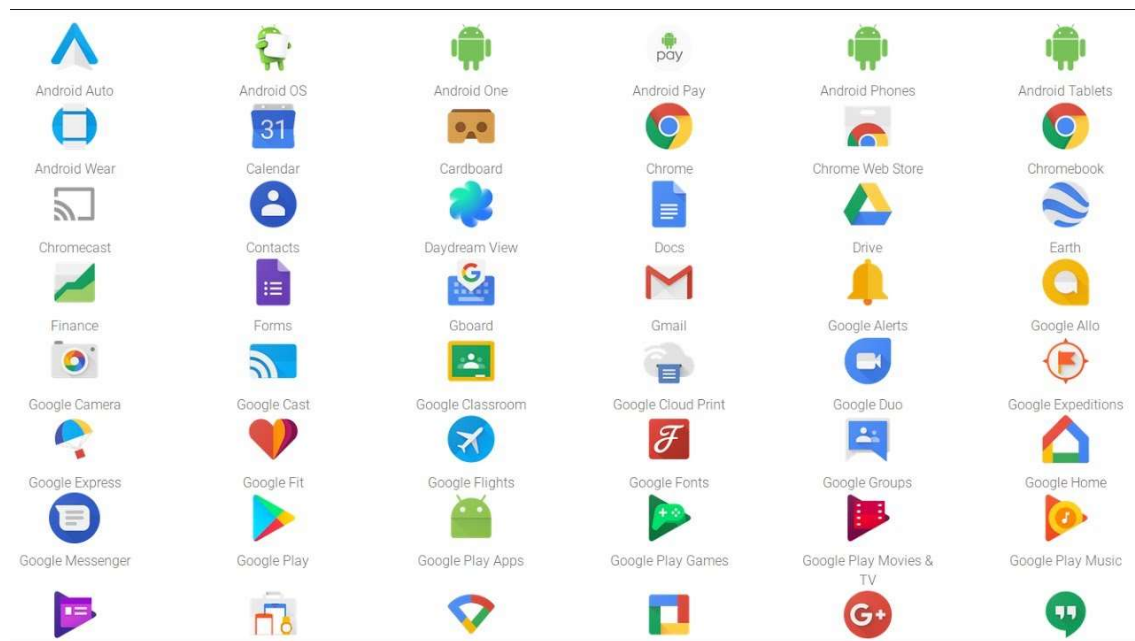 pay
Android Auto Android OS Android One Android Pay Android Phones Android Tablets
31
Android Wear Calendar Cardboard Chrome Chrome Web Store Chromebook
Chromecast Contacts Daydream View Docs Drive Earth
G
Finance Forms Gboard Gmail Google Alerts Google Allo
Google Camera Google Cast Google Classroom Google Cloud Print Google Duo Google Expeditions
F
Google Express Google Fit Google Flights Google Fonts Google Groups Google Home
Google Messenger Google Play Google Play Apps Google Play Games Google Play Movies & Google Play Music
TV
G+